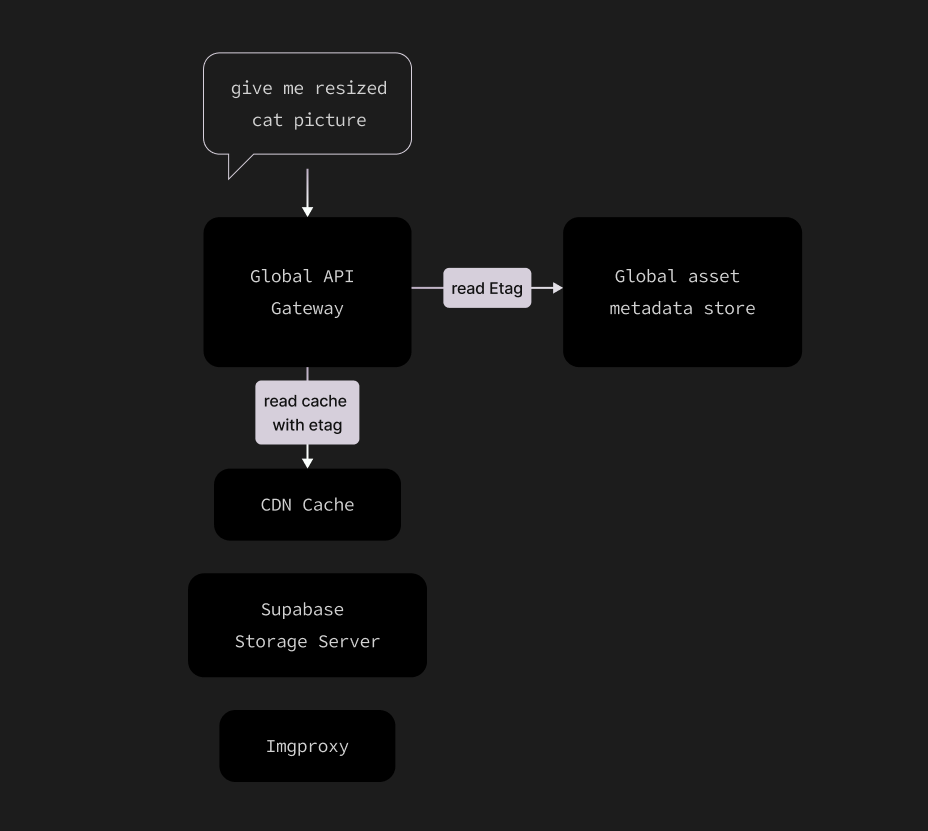 give me resized
cat picture
Global API
Gateway
read Etag
Global asset
metadata store
read cache
with etag
CDN Cache
Supabase
Storage Server
Imgproxy